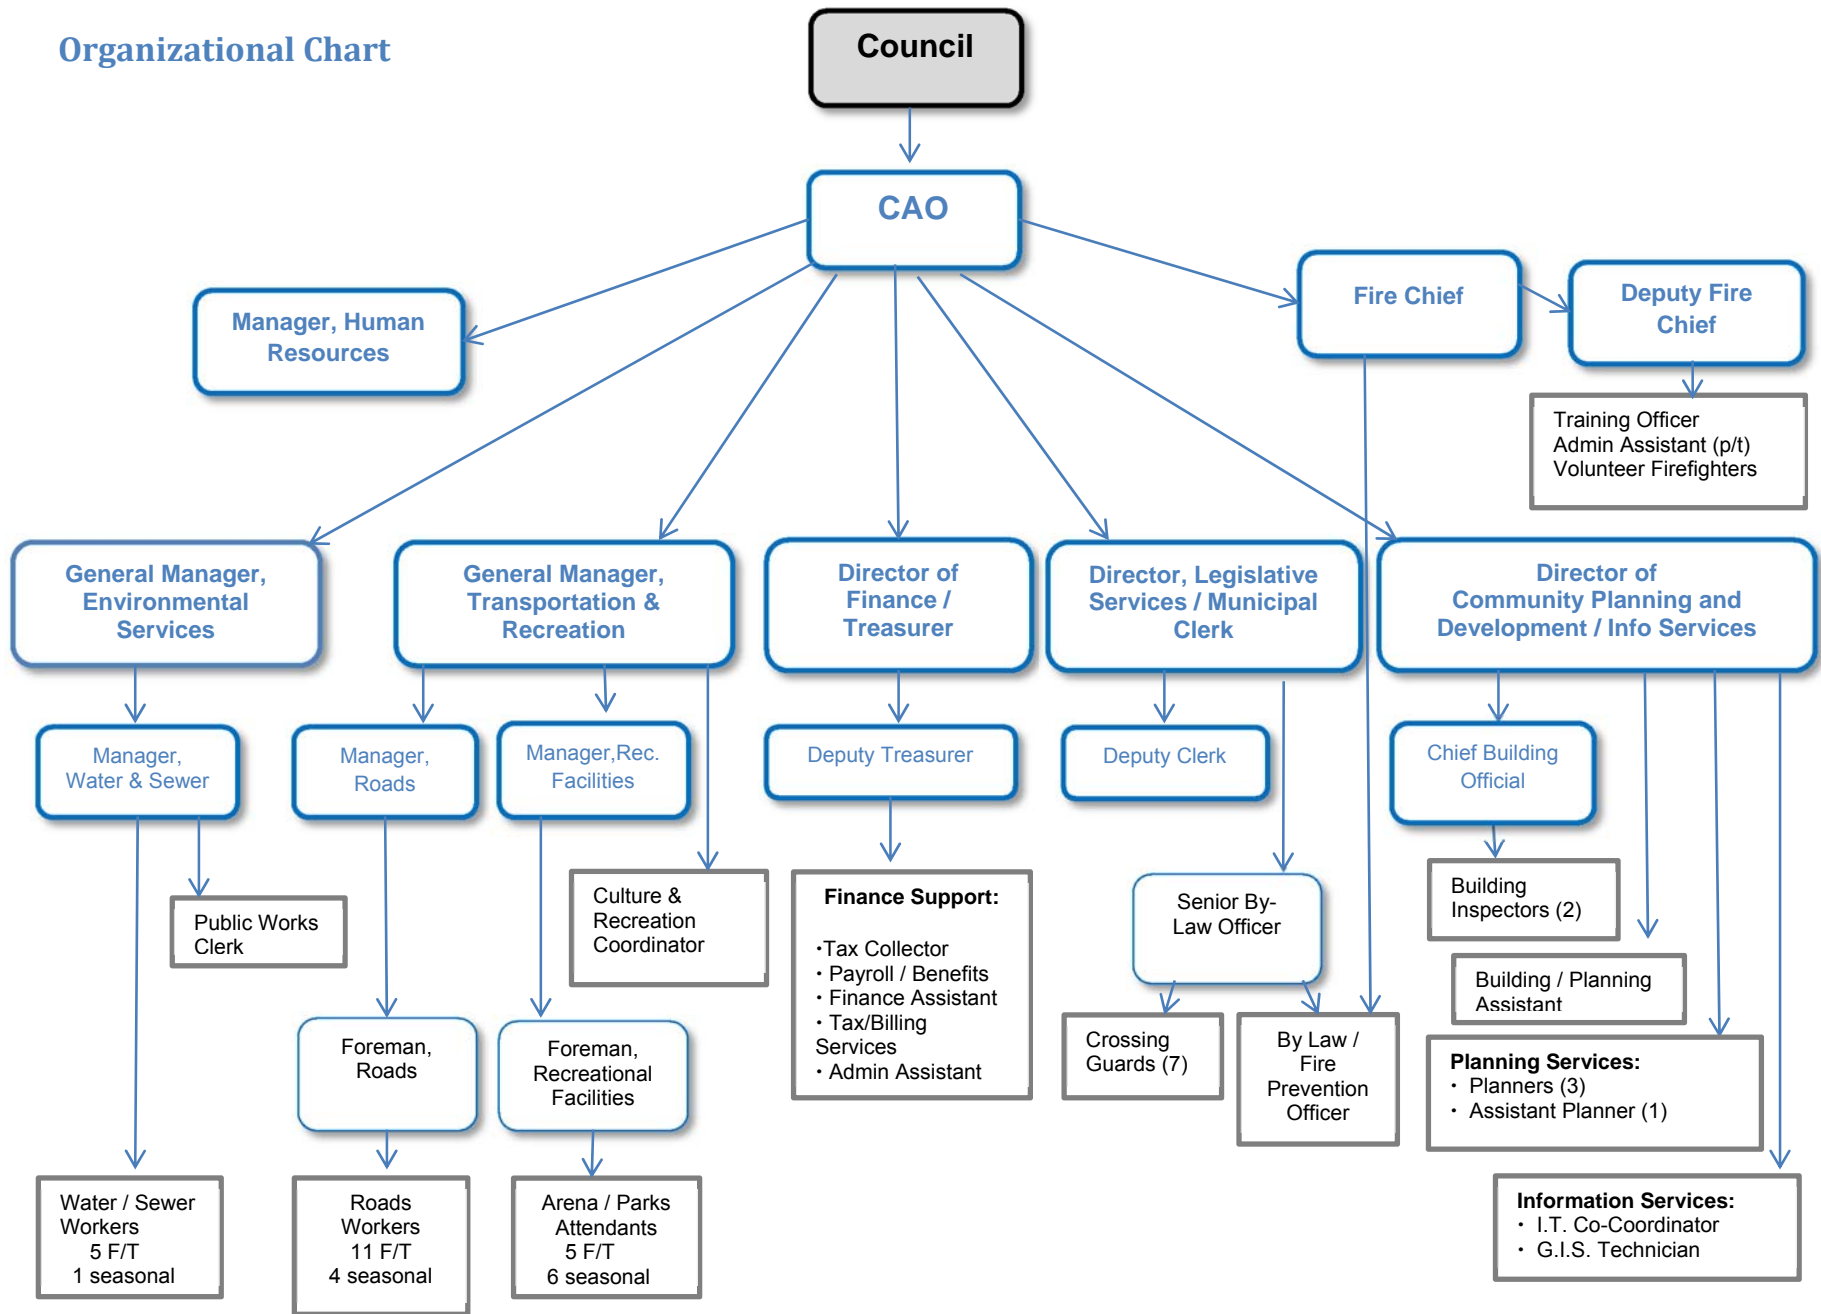 Organizational Chart
Council
CAO
Manager, Human
Resources
Fire Chief
Deputy Fire
Chief
Training Officer
Admin Assistant (p/t)
Volunteer Firefighters
General Manager,
Environmental
Services
General Manager,
Transportation &
Recreation
Director of
Finance /
Treasurer
Director, Legislative
Services / Municipal
Clerk
Director of
Community Planning and
Development / Info Services
Manager,
Water & Sewer
Manager,
Roads
Manager,Rec.
Facilities
Deputy Treasurer
Deputy Clerk
Chief Building
Official
Public Works
Clerk
Culture &
Recreation
Coordinator
Finance Support:
·Tax Collector
· Payroll / Benefits
· Finance Assistant
· Tax/Billing
Services
· Admin Assistant
Senior By-
Law Officer
Building
Inspectors (2)
Building / Planning
Assistant
Foreman,
Roads
Foreman,
Recreational
Facilities
Crossing
Guards (7)
By Law /
Fire
Prevention
Officer
Planning Services:
· Planners (3)
· Assistant Planner (1)
Water / Sewer
Workers
5 F/T
1 seasonal
Roads
Workers
11 F/T
4 seasonal
Arena / Parks
Attendants
5 F/T
6 seasonal
Information Services:
· I.T. Co-Coordinator
· G.I.S. Technician